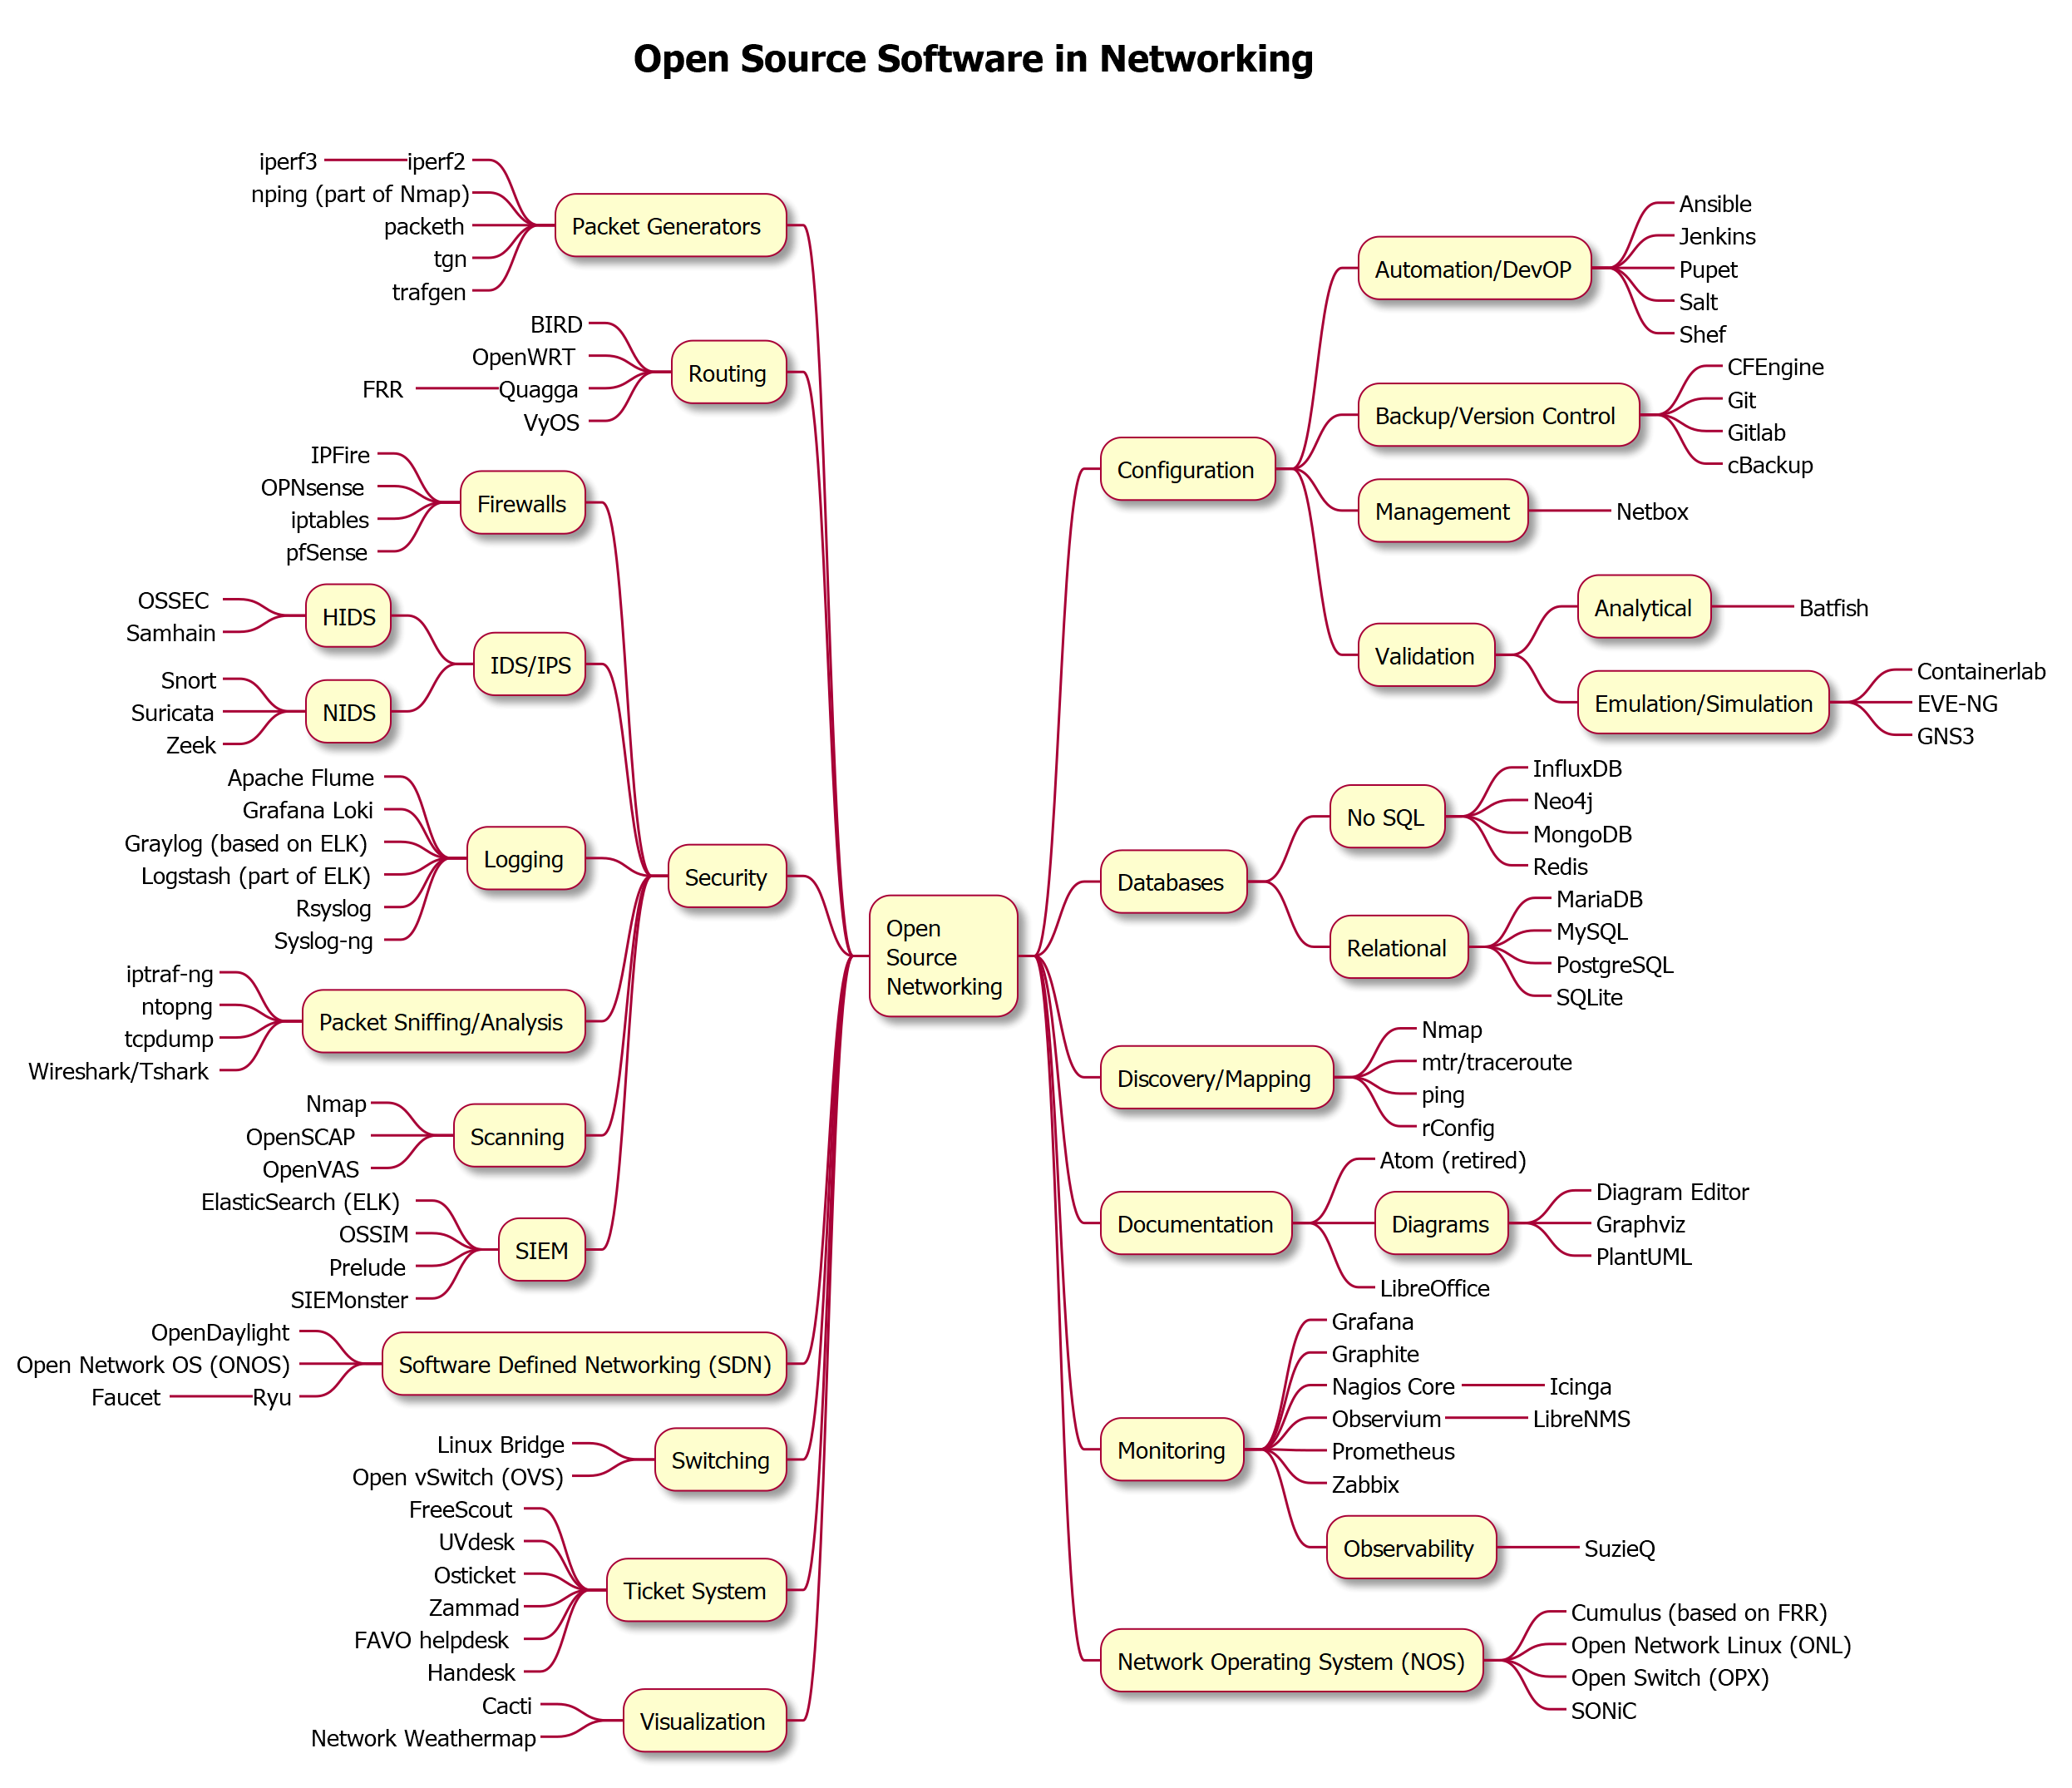 Open Source Software in Networking
iperf3
iperf2
nping (part of Nmap)
packeth
tgn
trafgen
Packet Generators
BIRD
OpenWRT
FRR
Quagga
VyOS
Routing
IPFire
OPNsense
iptables
pfSense
Firewalls
OSSEC
Samhain
HIDS
Snort
Suricata
Zeek
NIDS
IDS/IPS
Apache Flume
Grafana Loki
Graylog (based on ELK)
Logstash (part of ELK)
Rsyslog
Syslog-ng
Logging
Security
iptraf-ng
ntopng
tcpdump
Wireshark/Tshark
Packet Sniffing/Analysis
Nmap
OpenSCAP
OpenVAS
Scanning
ElasticSearch (ELK)
OSSIM
Prelude
SIEMonster
SIEM
OpenDaylight
Open Network OS (ONOS)
Faucet
Ryu
Software Defined Networking (SDN)
Linux Bridge
Open vSwitch (OVS)
Switching
FreeScout
UVdesk
Osticket
Zammad
FAVO helpdesk
Handesk
Ticket System
Cacti
Network Weathermap
Visualization
Open
Source
Networking
Configuration
Automation/DevOP
Ansible
Jenkins
Pupet
Salt
Shef
Backup/Version Control
CFEngine
Git
Gitlab
cBackup
Management
Netbox
Validation
Analytical
Batfish
Emulation/Simulation
Containerlab
EVE-NG
GNS3
Databases
No SQL
InfluxDB
Neo4j
MongoDB
Redis
Relational
MariaDB
MySQL
PostgreSQL
SQLite
Discovery/Mapping
Nmap
mtr/traceroute
ping
rConfig
Documentation
Atom (retired)
Diagrams
Diagram Editor
Graphviz
PlantUML
LibreOffice
Monitoring
Grafana
Graphite
Nagios Core
Icinga
Observium
LibreNMS
Prometheus
Zabbix
Observability
SuzieQ
Network Operating System (NOS)
Cumulus (based on FRR)
Open Network Linux (ONL)
Open Switch (OPX)
SONiC